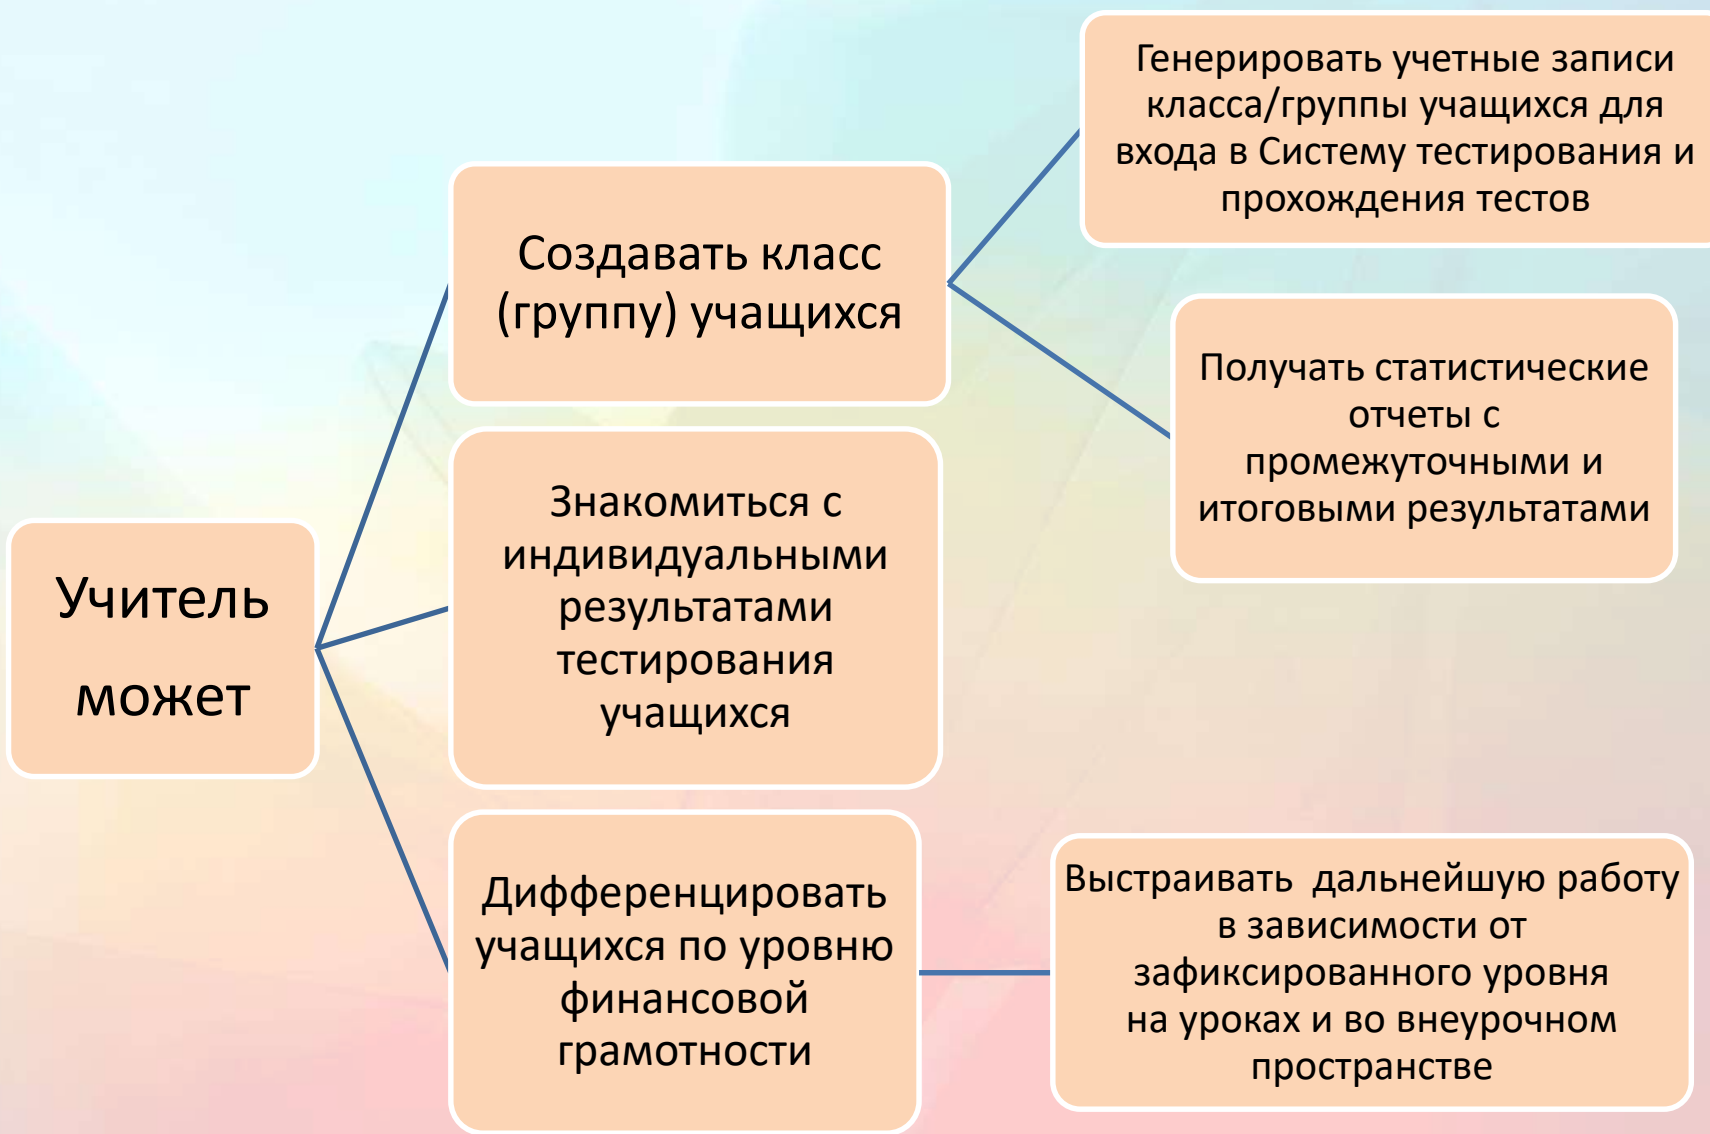 Учитель
может
Создавать класс
(группу) учащихся
Генерировать учетные записи
класса/группы учащихся для
входа в Систему тестирования и
прохождения тестов
Получать статистические
отчеты с
промежуточными и
итоговыми результатами
Знакомиться с
индивидуальными
результатами
тестирования
учащихся
Дифференцировать
учащихся по уровню
финансовой
грамотности
Выстраивать дальнейшую работу
в зависимости от
зафиксированного уровня
на уроках и во внеурочном
пространстве